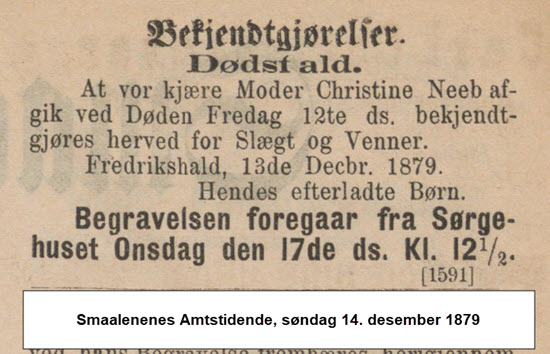 Bekjendtgjørelser.
Dødsfald.
At vor kjære Moder Christine Neeb af-
gik ved Døden Fredag 12te ds. bekjendt-
gjøres herved for Slægt og Venner.
Fredrikshald, 13de Decbr. 1879.
Hendes efterladte Børn.
Begravelsen foregaar fra Sørge-
huset Onsdag den 17de ds. Kl. 12½.
[1591]
Smaalenenes Amtstidende, søndag 14. desember 1879